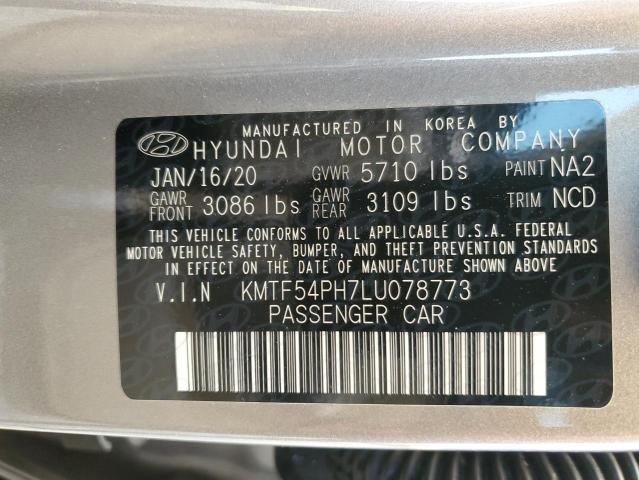 MANUFACTURED IN KOREA BY
HYUNDAI MOTOR COMPANY
JAN/16/20 GVWR 5710 lbs PAINT NA2
GAWR FRONT 3086 lbs GAWR REAR 3109 lbs TRIM NCD
THIS VEHICLE CONFORMS TO ALL APPLICABLE U.S.A. FEDERAL
MOTOR VEHICLE SAFETY, BUMPER, AND THEFT PREVENTION STANDARDS
IN EFFECT ON THE DATE OF MANUFACTURE SHOWN ABOVE
V.I.N KMTF54PH7LU078773
PASSENGER CAR